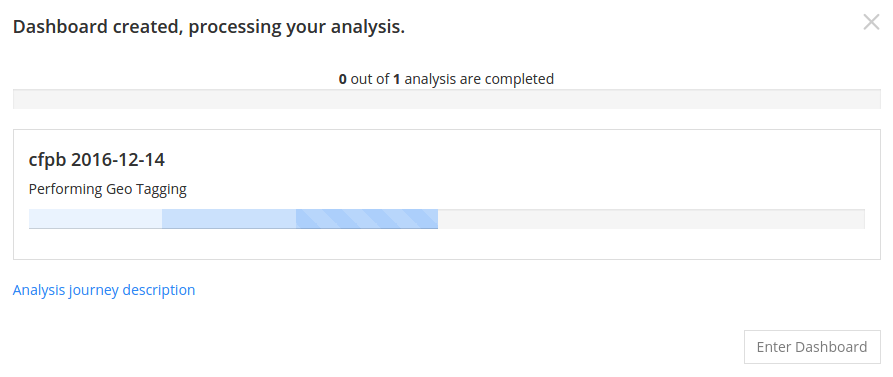 Dashboard created, processing your analysis.
0 out of 1 analysis are completed
cfpb 2016-12-14
Performing Geo Tagging
Analysis journey description
Enter Dashboard